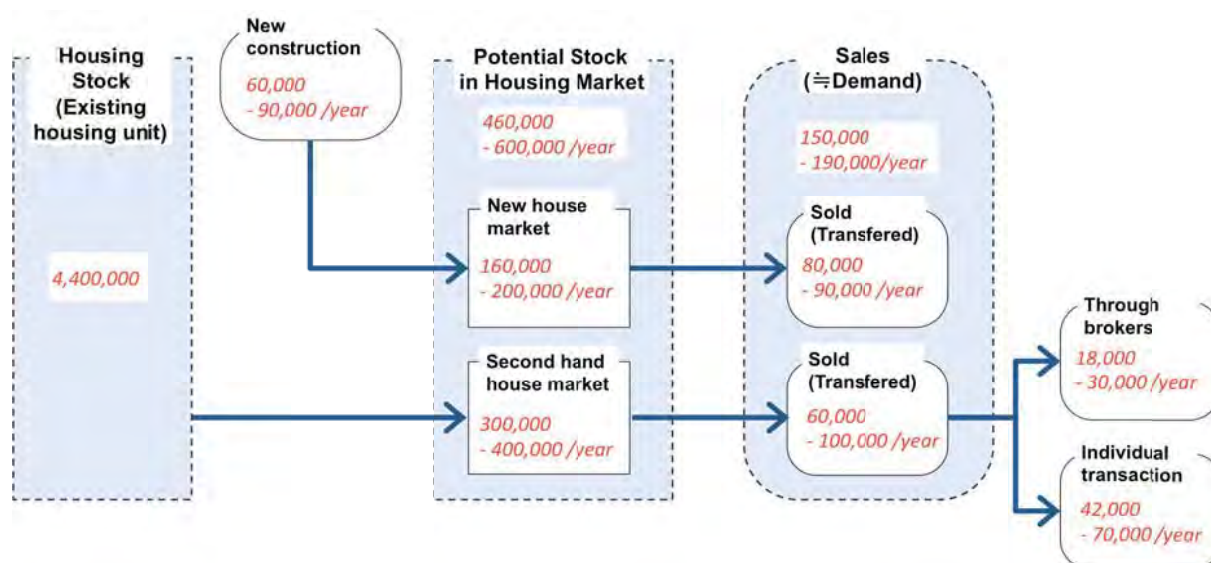 Housing
Stock
(Existing
housing unit)
4,400,000
New
construction
60,000
- 90,000 /year
Potential Stock
in Housing Market
460,000
- 600,000 /year
New house
market
160,000
- 200,000 /year
Second hand
house market
300,000
- 400,000 /year
Sales
(≒Demand)
150,000
- 190,000/year
Sold
(Transfered)
80,000
- 90,000 /year
Sold
(Transfered)
60,000
- 100,000 /year
Through
brokers
18,000
- 30,000 /year
Individual
transaction
42,000
- 70,000 /year